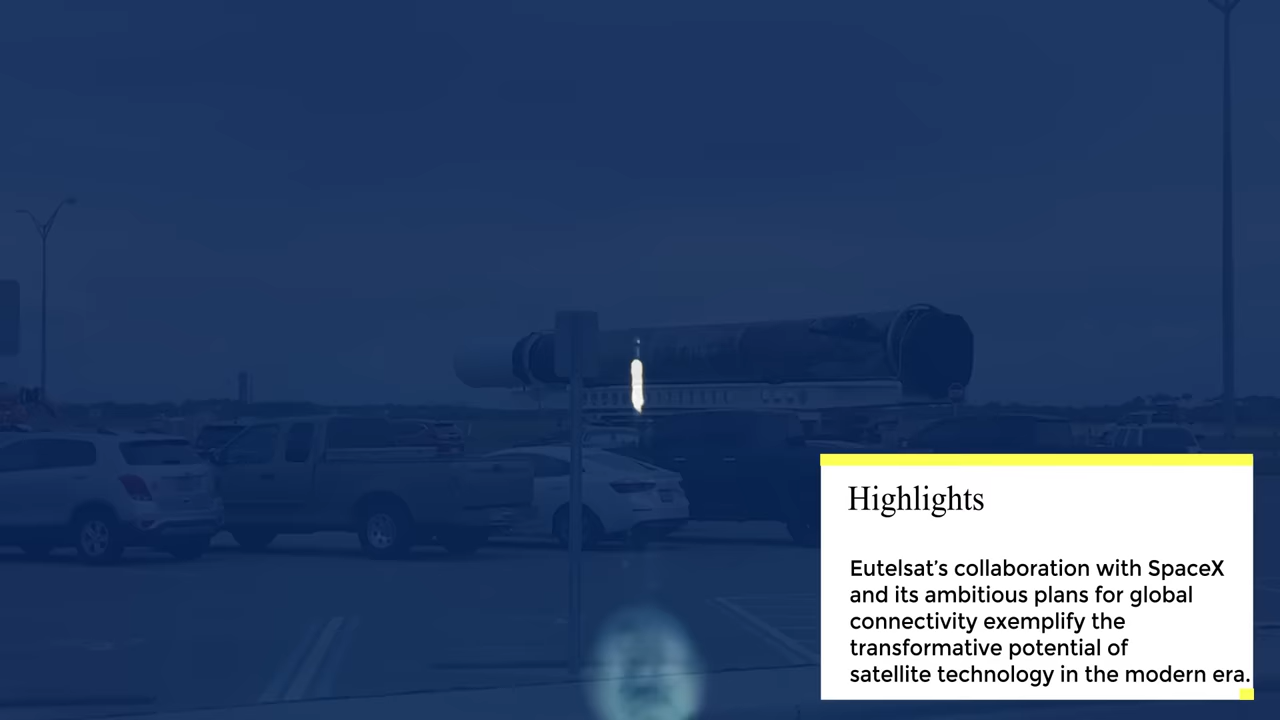 Highlights
Eutelsat’s collaboration with SpaceX
and its ambitious plans for global
connectivity exemplify the
transformative potential of
satellite technology in the modern era.